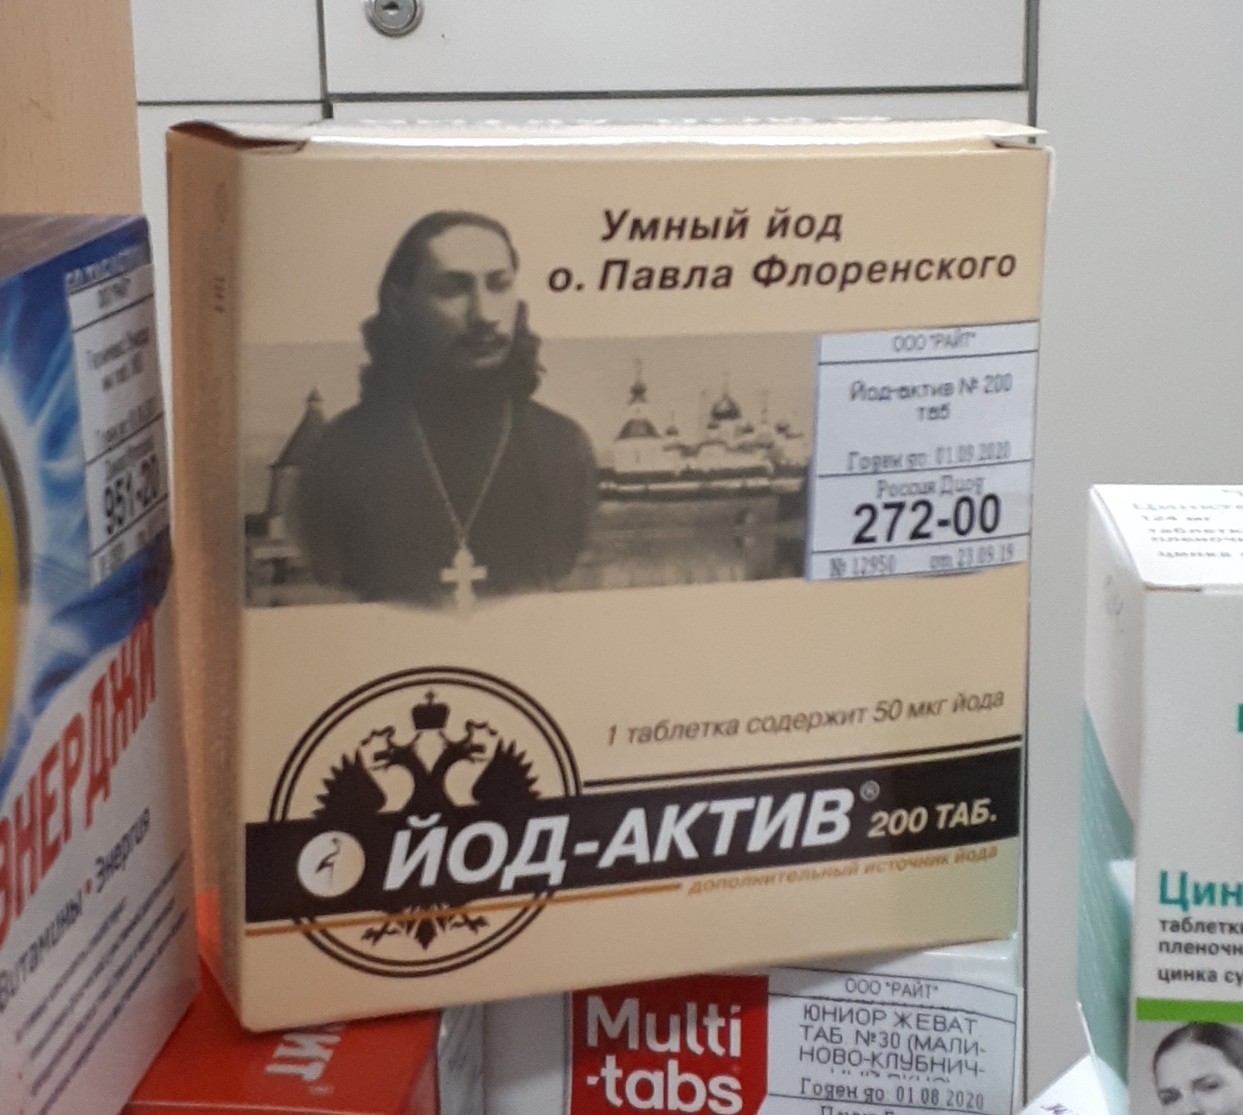 Умный йод
о. Павла Флоренского
ООО "РАЙТ"
Йод-актив № 200
таб
Годен до: 01.09.2020
Россия Диод
272-00
№ 12950 от 23.09.19
1 таблетка содержит 50 мкг йода
ЙОД-АКТИВ® 200 ТАБ.
дополнительный источник йода
951-20
ЭНЕРДЖИ
Витамины • Энергия
Multi
-tabs
ООО "РАЙТ"
ЮНИОР ЖЕВАТ.
ТАБ. №30 (МАЛИ-
НОВО-КЛУБНИЧ-
Годен до: 01.08.2020
124 мг
Цин
таблетк
пленочн
цинка су